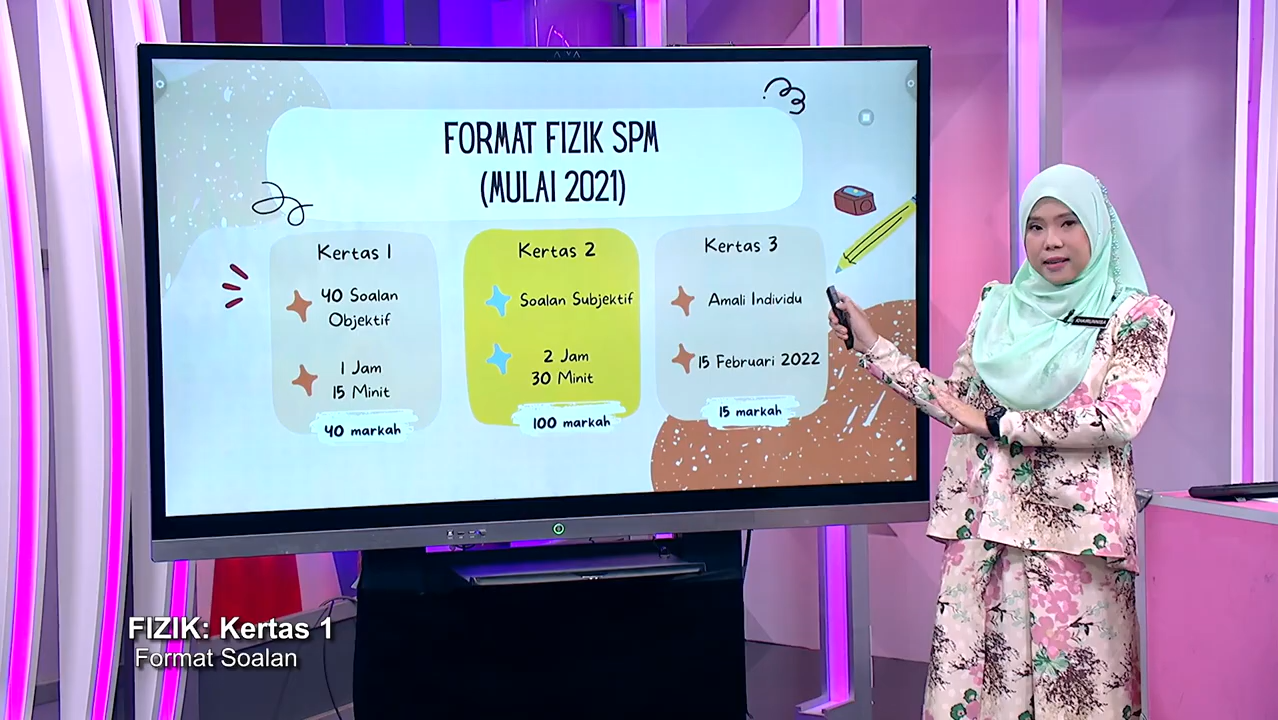 FORMAT FIZIK SPM
(MULAI 2021)
Kertas 1
40 Soalan
Objektif
1 Jam
15 Minit
40 markah
Kertas 2
Soalan Subjektif
2 Jam
30 Minit
100 markah
Kertas 3
Amali Individu
15 Februari 2022
15 markah
KHAIRUNNISA
FIZIK: Kertas 1
Format Soalan